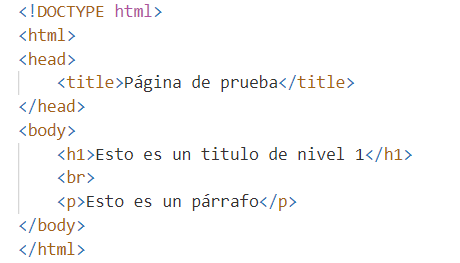 <!DOCTYPE html>
<html>
<head>
    <title>Página de prueba</title>
</head>
<body>
    <h1>Esto es un titulo de nivel 1</h1>
    <br>
    <p>Esto es un párrafo</p>
</body>
</html>